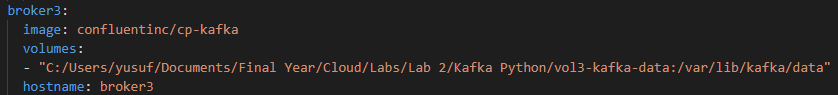 broker3:
image: confluentinc/cp-kafka
volumes:
- "C:/Users/yusuf/Documents/Final Year/Cloud/Labs/Lab 2/Kafka Python/vol3-kafka-data:/var/lib/kafka/data"
hostname: broker3